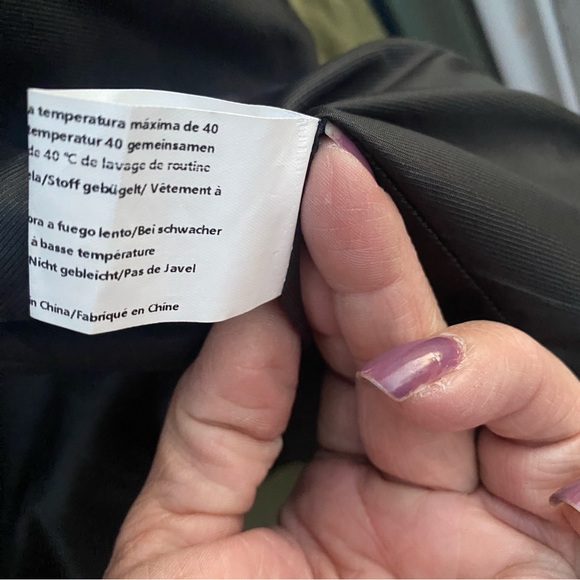 a temperatura máxima de 40
temperatur 40 gemeinsamen
de 40 °C de lavage de routine
ela/Stoff gebügelt/ Vêtement à
ora a fuego lento/Bei schwacher
à basse température
Nicht gebleicht/Pas de Javel
in China/Fabriqué en Chine